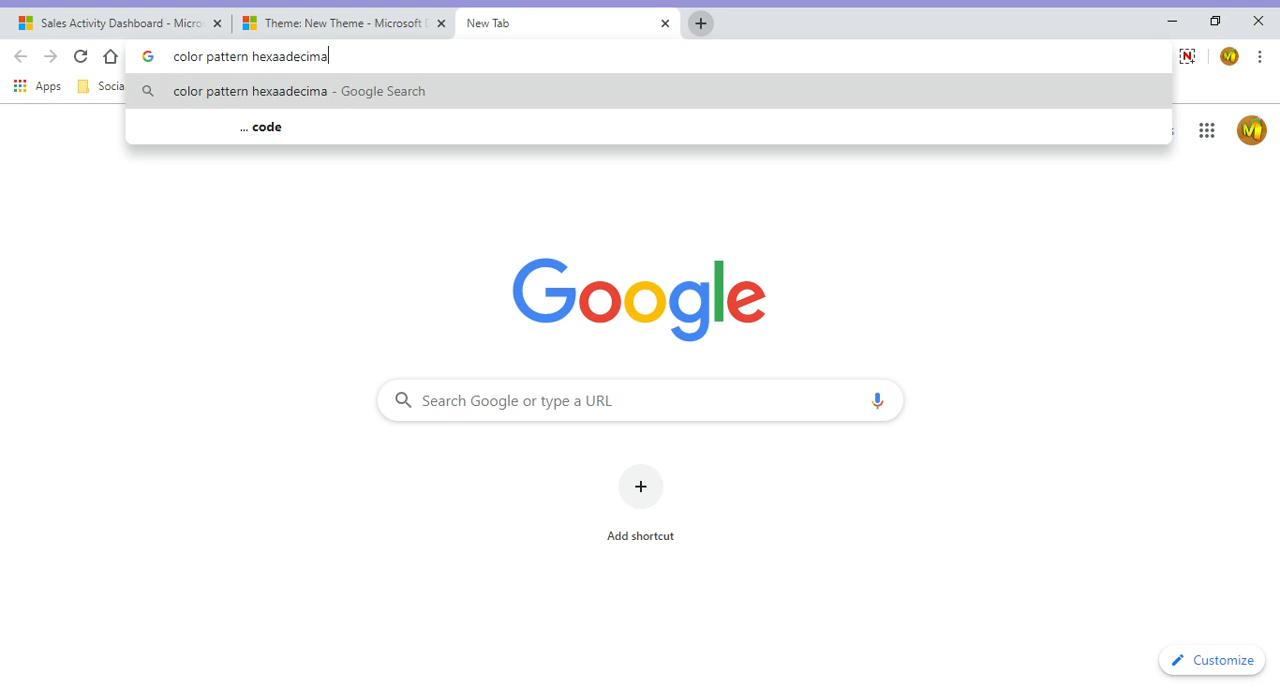 Sales Activity Dashboard - Micro
Theme: New Theme - Microsoft D
New Tab
color pattern hexaadecima
Apps
Socia
color pattern hexaadecima - Google Search
... code
Google
Search Google or type a URL
Add shortcut
Customize